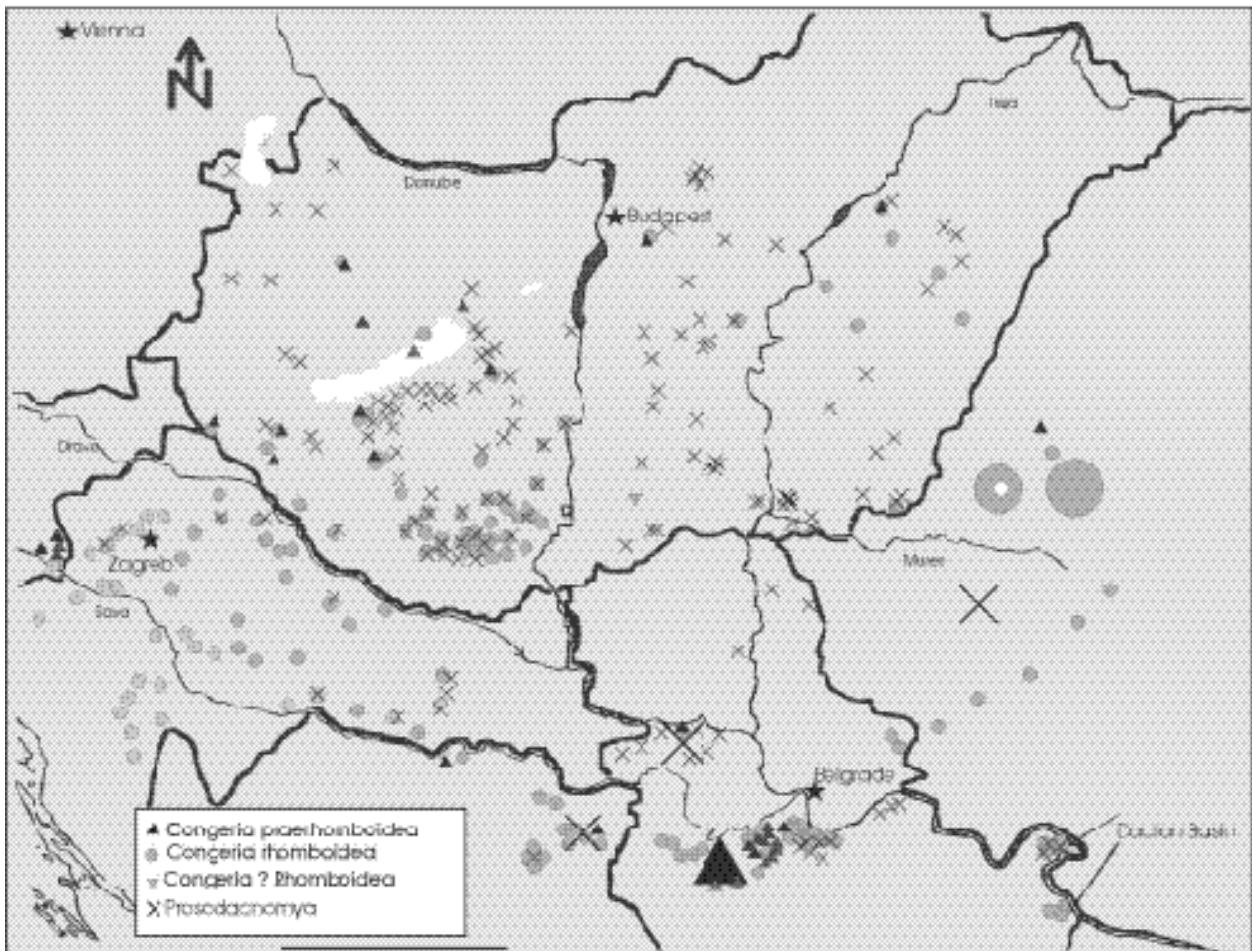 Vienna
N
Tisza
Danube
Budapest
Drava
Zagreb
Sava
Mures
Belgrade
Congeria praerhomboidea
Congeria rhomboidea
Congeria ? Rhomboidea
Prosodacnomya